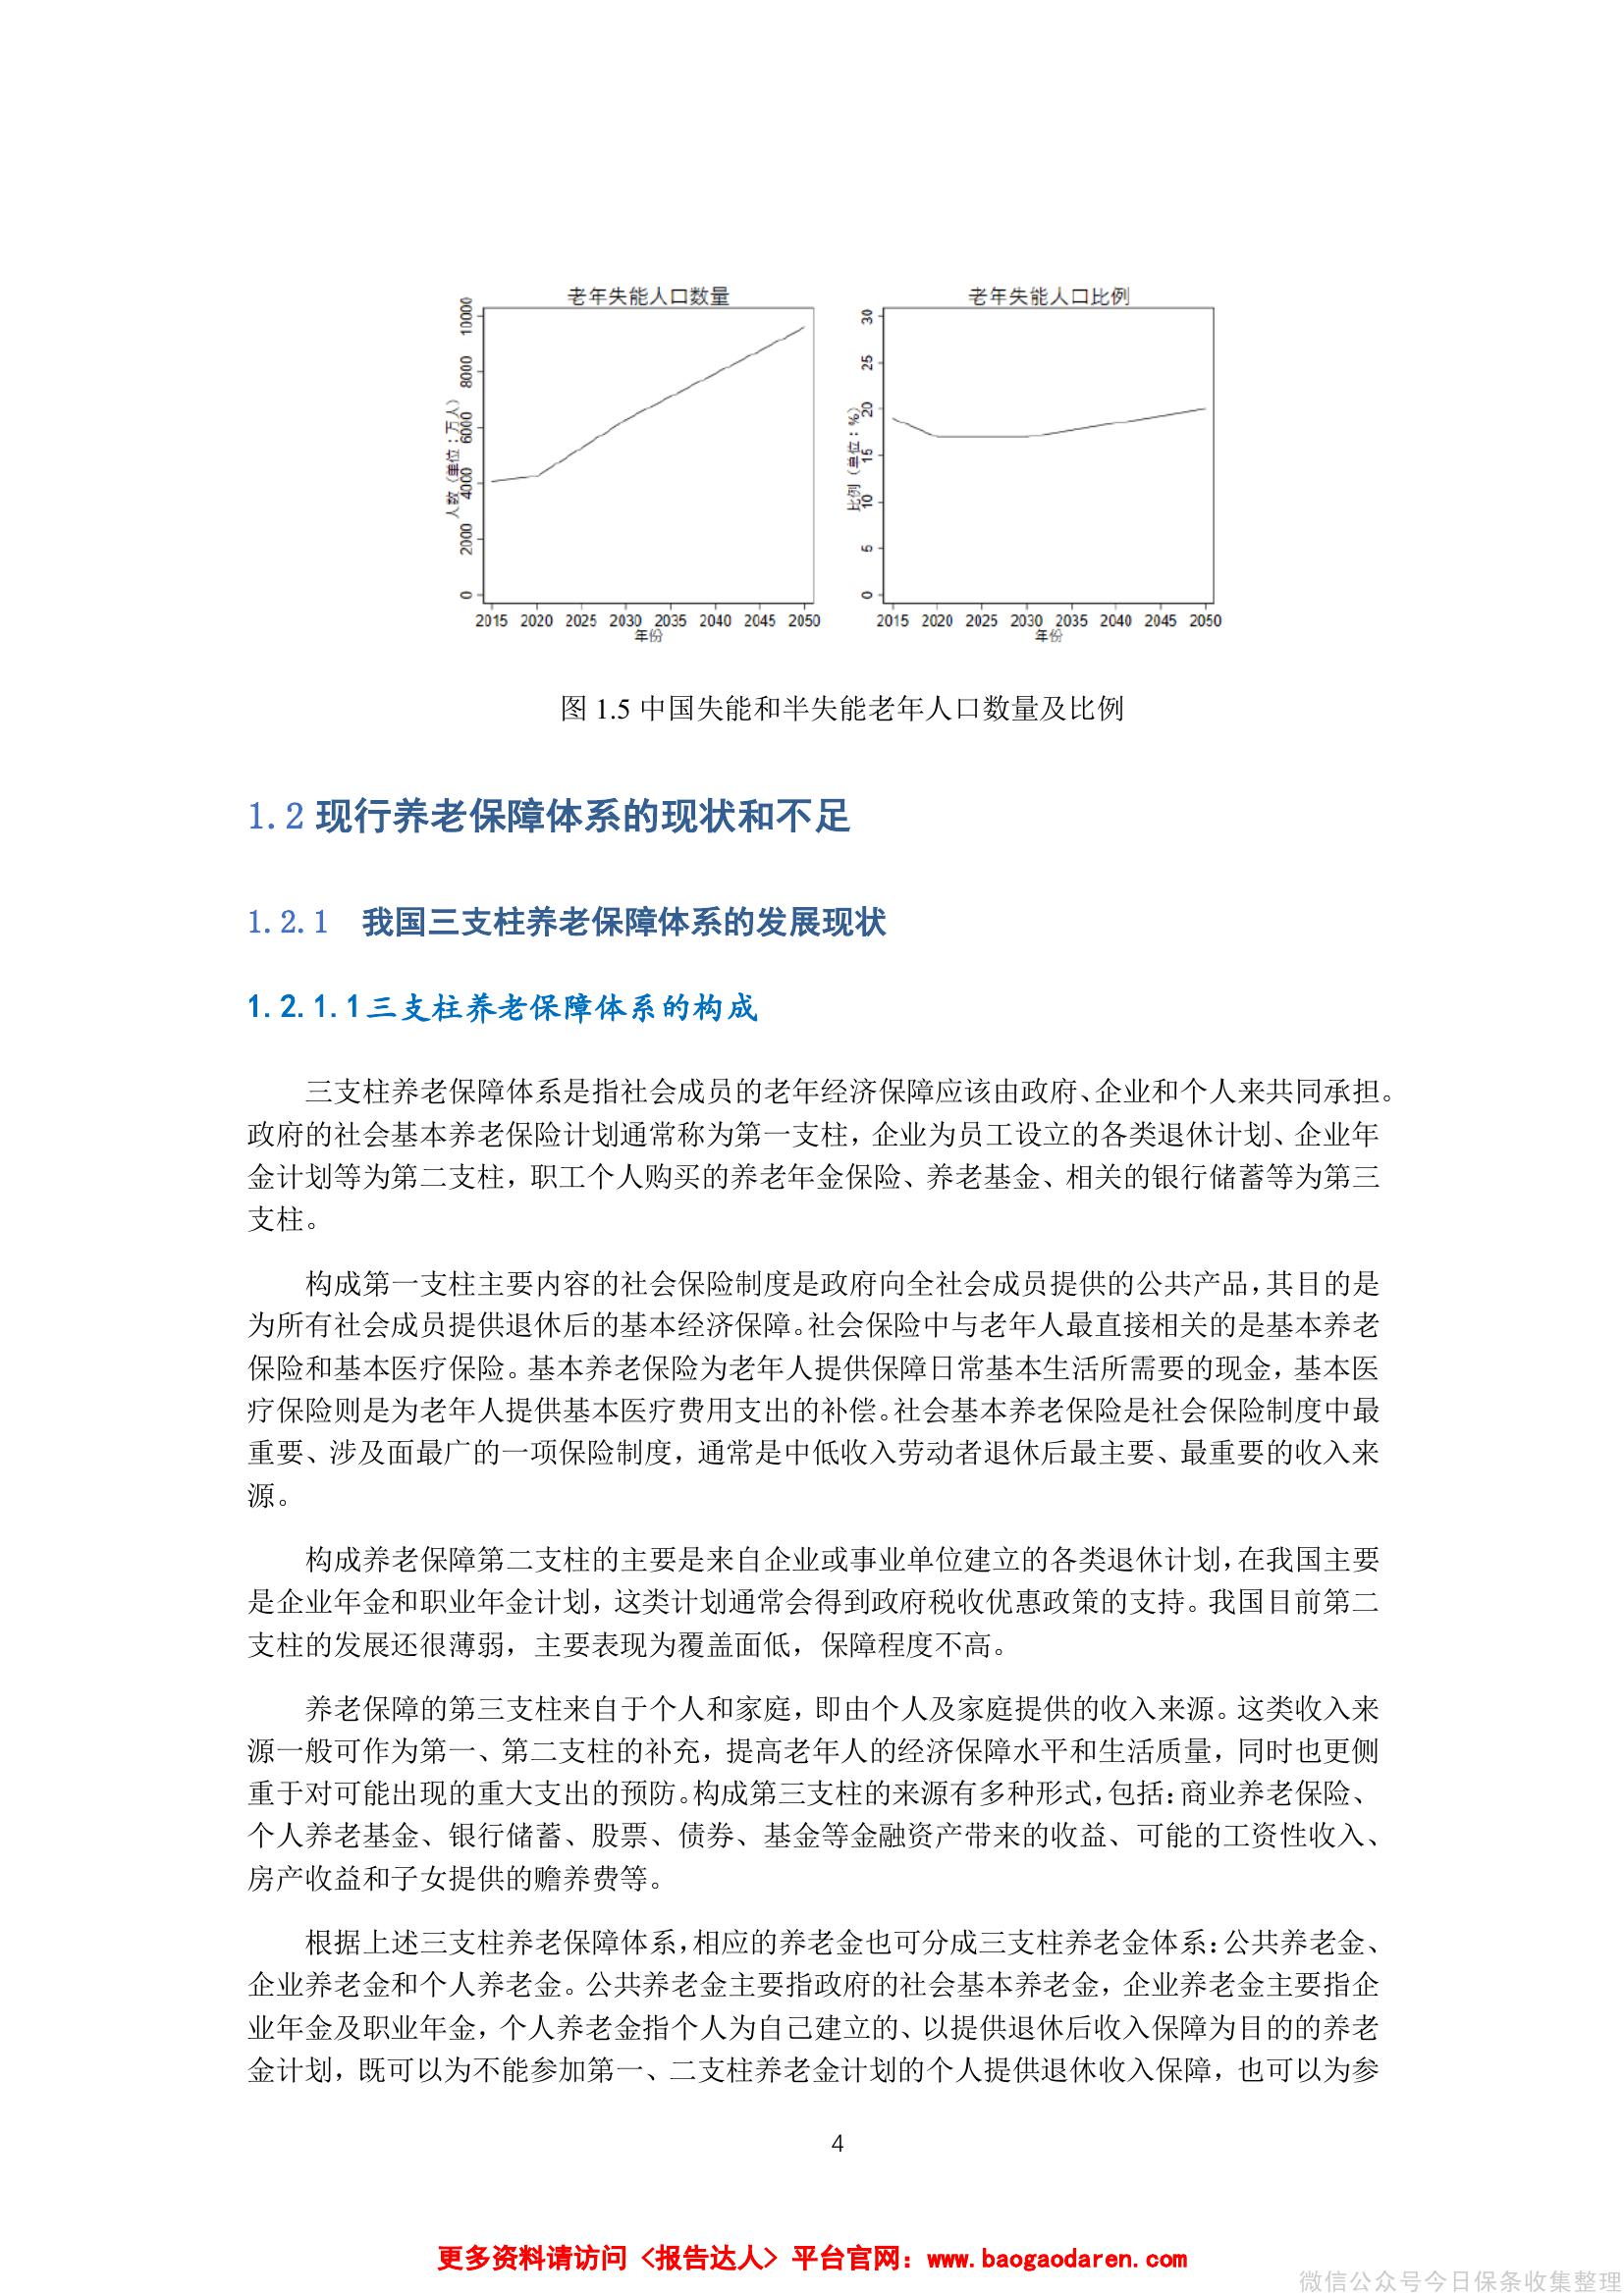 老年失能人口数量
10000
8000
6000
4000
2000
0
人数（单位：万人）
2015 2020 2025 2030 2035 2040 2045 2050
年份
老年失能人口比例
30
25
20
15
10
5
0
比例（单位：%）
2015 2020 2025 2030 2035 2040 2045 2050
年份
图 1.5 中国失能和半失能老年人口数量及比例
1.2 现行养老保障体系的现状和不足
1.2.1 我国三支柱养老保障体系的发展现状
1.2.1.1三支柱养老保障体系的构成
三支柱养老保障体系是指社会成员的老年经济保障应该由政府、企业和个人来共同承担。
政府的社会基本养老保险计划通常称为第一支柱，企业为员工设立的各类退休计划、企业年
金计划等为第二支柱，职工个人购买的养老年金保险、养老基金、相关的银行储蓄等为第三
支柱。
构成第一支柱主要内容的社会保险制度是政府向全社会成员提供的公共产品，其目的是
为所有社会成员提供退休后的基本经济保障。社会保险中与老年人最直接相关的是基本养老
保险和基本医疗保险。基本养老保险为老年人提供保障日常基本生活所需要的现金，基本医
疗保险则是为老年人提供基本医疗费用支出的补偿。社会基本养老保险是社会保险制度中最
重要、涉及面最广的一项保险制度，通常是中低收入劳动者退休后最主要、最重要的收入来
源。
构成养老保障第二支柱的主要是来自企业或事业单位建立的各类退休计划，在我国主要
是企业年金和职业年金计划，这类计划通常会得到政府税收优惠政策的支持。我国目前第二
支柱的发展还很薄弱，主要表现为覆盖面低，保障程度不高。
养老保障的第三支柱来自于个人和家庭，即由个人及家庭提供的收入来源。这类收入来
源一般可作为第一、第二支柱的补充，提高老年人的经济保障水平和生活质量，同时也更侧
重于对可能出现的重大支出的预防。构成第三支柱的来源有多种形式，包括：商业养老保险、
个人养老基金、银行储蓄、股票、债券、基金等金融资产带来的收益、可能的工资性收入、
房产收益和子女提供的赡养费等。
根据上述三支柱养老保障体系，相应的养老金也可分成三支柱养老金体系：公共养老金、
企业养老金和个人养老金。公共养老金主要指政府的社会基本养老金，企业养老金主要指企
业年金及职业年金，个人养老金指个人为自己建立的、以提供退休后收入保障为目的的养老
金计划，既可以为不能参加第一、二支柱养老金计划的个人提供退休收入保障，也可以为参
4
更多资料请访问《报告达人》平台官网：www.baogaodaren.com
微信公众号今日保条收集整理